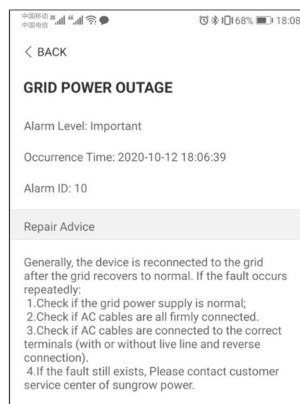 中国移动
中国电信
68%
18:08
BACK
GRID POWER OUTAGE
Alarm Level: Important
Occurrence Time: 2020-10-12 18:06:39
Alarm ID: 10
Repair Advice
Generally, the device is reconnected to the grid
after the grid recovers to normal. If the fault occurs
repeatedly:
1.Check if the grid power supply is normal;
2.Check if AC cables are all firmly connected.
3.Check if AC cables are connected to the correct
terminals (with or without live line and reverse
connection).
4.If the fault still exists, Please contact customer
service center of sungrow power.